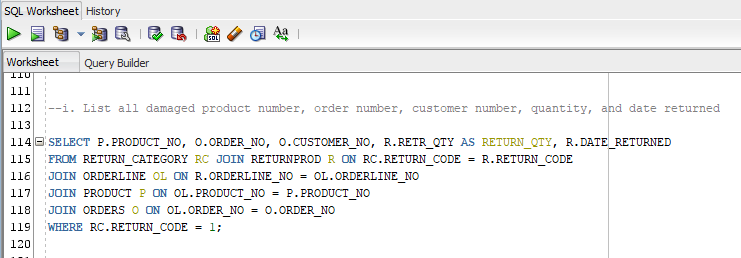 SQL Worksheet History
SQL
Aa
Worksheet Query Builder
110
111
112 --i. List all damaged product number, order number, customer number, quantity, and date returned
113
114 SELECT P.PRODUCT_NO, O.ORDER_NO, O.CUSTOMER_NO, R.RETR_QTY AS RETURN_QTY, R.DATE_RETURNED
115 FROM RETURN_CATEGORY RC JOIN RETURNPROD R ON RC.RETURN_CODE = R.RETURN_CODE
116 JOIN ORDERLINE OL ON R.ORDERLINE_NO = OL.ORDERLINE_NO
117 JOIN PRODUCT P ON OL.PRODUCT_NO = P.PRODUCT_NO
118 JOIN ORDERS O ON OL.ORDER_NO = O.ORDER_NO
119 WHERE RC.RETURN_CODE = 1;
120